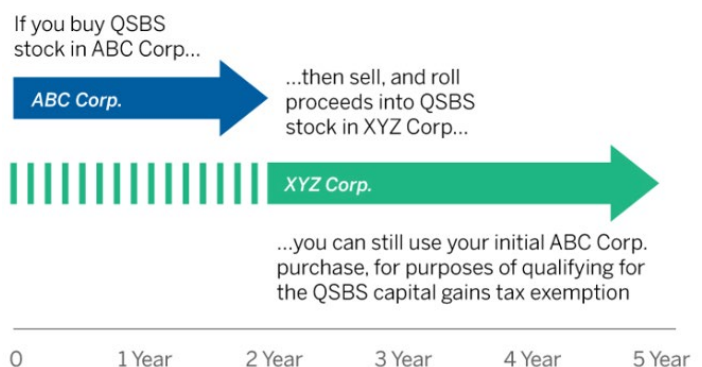 If you buy QSBS
stock in ABC Corp...
ABC Corp.
...then sell, and roll
proceeds into QSBS
stock in XYZ Corp...
XYZ Corp.
...you can still use your initial ABC Corp.
purchase, for purposes of qualifying for
the QSBS capital gains tax exemption
0 1 Year 2 Year 3 Year 4 Year 5 Year